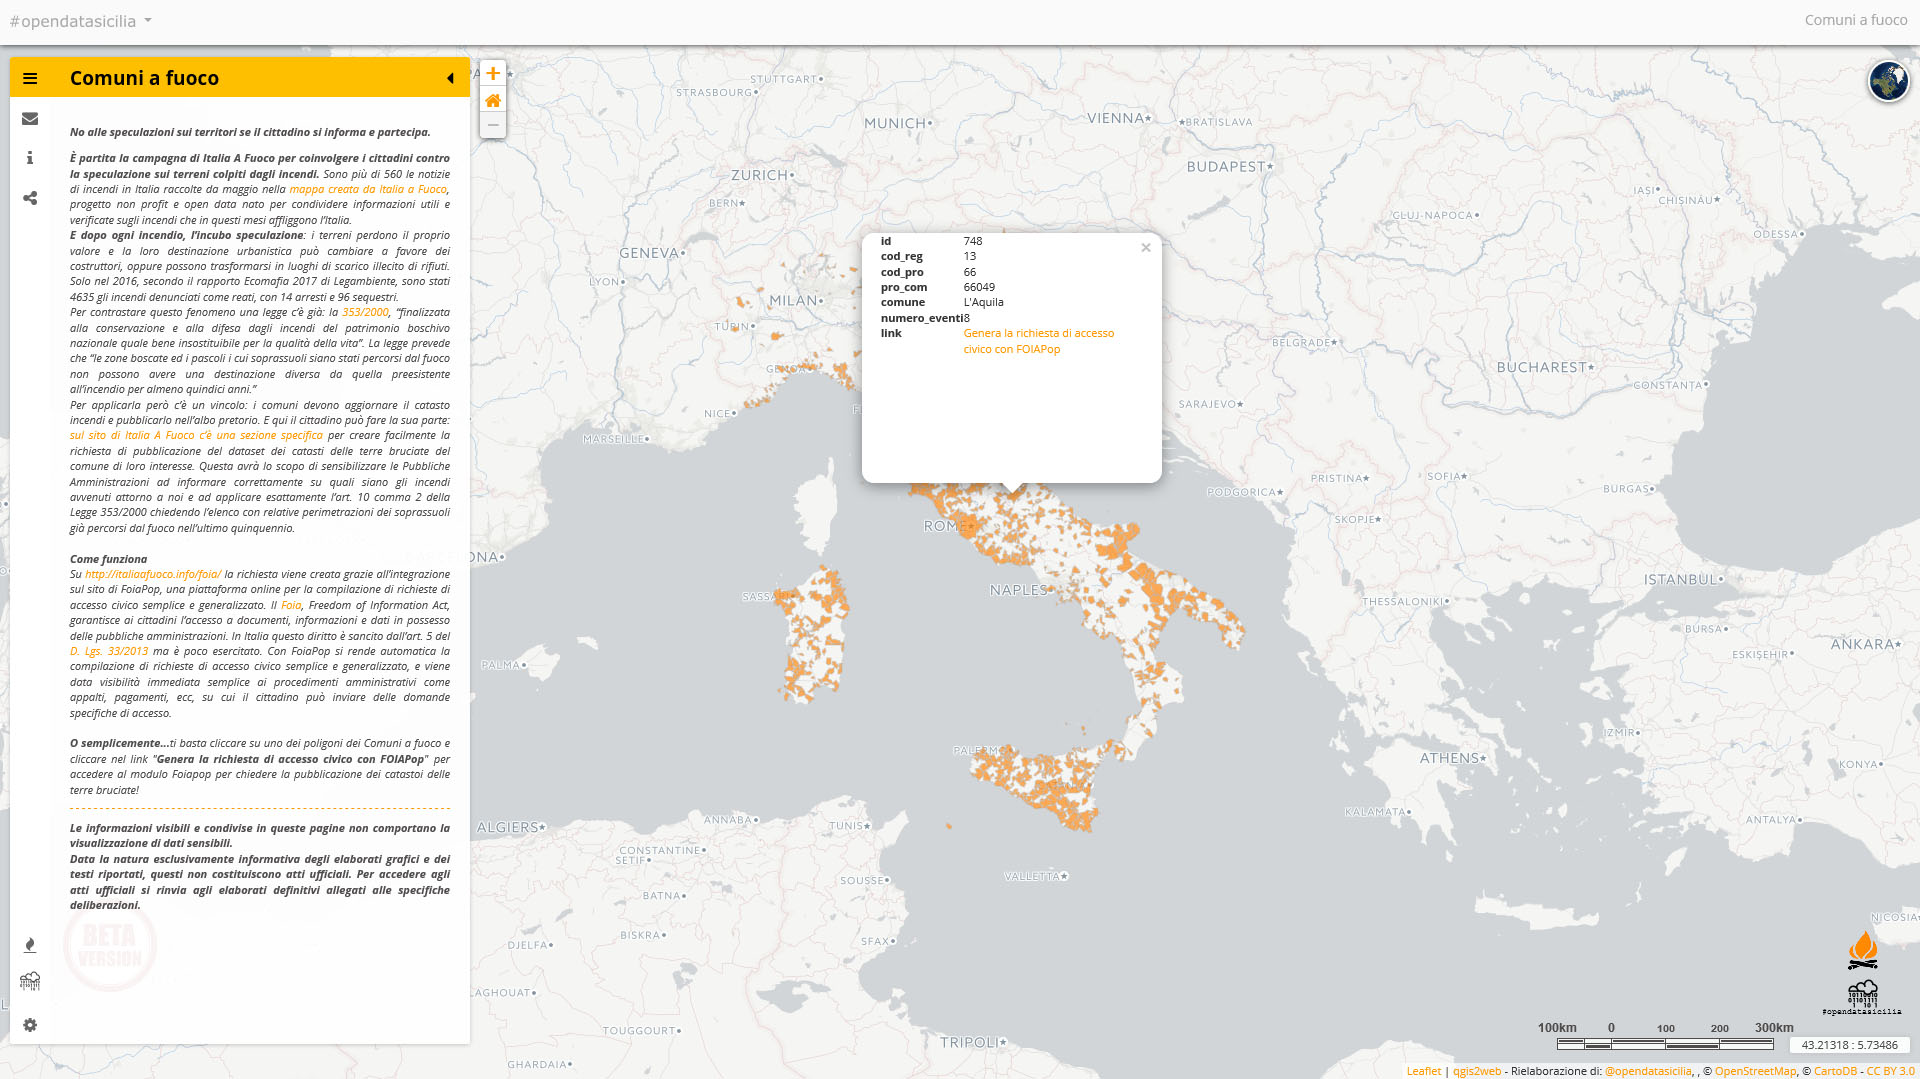 #opendatasicilia
Comuni a fuoco
Comuni a fuoco
No alle speculazioni sui territori se il cittadino si informa e partecipa.
È partita la campagna di Italia A Fuoco per coinvolgere i cittadini contro
la speculazione sui terreni colpiti dagli incendi. Sono più di 560 le notizie
di incendi in Italia raccolte da maggio nella mappa creata da Italia a Fuoco,
progetto non profit e open data nato per condividere informazioni utili e
verificate sugli incendi che in questi mesi affliggono l'Italia.
E dopo ogni incendio, l'incubo speculazione: i terreni perdono il proprio
valore e la loro destinazione urbanistica può cambiare a favore dei
costruttori, oppure possono trasformarsi in luoghi di scarico illecito di rifiuti.
Solo nel 2016, secondo il rapporto Ecomafia 2017 di Legambiente, sono stati
4635 gli incendi denunciati come reati, con 14 arresti e 96 sequestri.
Per contrastare questo fenomeno una legge c'è già: la 353/2000, "finalizzata
alla conservazione e alla difesa dagli incendi del patrimonio boschivo
nazionale quale bene insostituibile per la qualità della vita". La legge prevede
che "le zone boscate ed i pascoli i cui soprassuoli siano stati percorsi dal fuoco
non possono avere una destinazione diversa da quella preesistente
all'incendio per almeno quindici anni."
Per applicarla però c'è un vincolo: i comuni devono aggiornare il catasto
incendi e pubblicarlo nell'albo pretorio. E qui il cittadino può fare la sua parte:
sul sito di Italia A Fuoco c'è una sezione specifica per creare facilmente la
richiesta di pubblicazione del dataset dei catasti delle terre bruciate del
comune di loro interesse. Questa avrà lo scopo di sensibilizzare le Pubbliche
Amministrazioni ad informare correttamente su quali siano gli incendi
avvenuti attorno a noi e ad applicare esattamente l'art. 10 comma 2 della
Legge 353/2000 chiedendo l'elenco con relative perimetrazioni dei soprassuoli
già percorsi dal fuoco nell'ultimo quinquennio.
Come funziona
Su http://italiaafuoco.info/foia/ la richiesta viene creata grazie all'integrazione
sul sito di FoiaPop, una piattaforma online per la compilazione di richieste di
accesso civico semplice e generalizzato. Il Foia, Freedom of Information Act,
garantisce ai cittadini l'accesso a documenti, informazioni e dati in possesso
delle pubbliche amministrazioni. In Italia questo diritto è sancito dall'art. 5 del
D. Lgs. 33/2013 ma è poco esercitato. Con FoiaPop si rende automatica la
compilazione di richieste di accesso civico semplice e generalizzato, e viene
data visibilità immediata semplice ai procedimenti amministrativi come
appalti, pagamenti, ecc, su cui il cittadino può inviare delle domande
specifiche di accesso.
O semplicemente...ti basta cliccare su uno dei poligoni dei Comuni a fuoco e
cliccare nel link "Genera la richiesta di accesso civico con FOIAPop" per
accedere al modulo Foiapop per chiedere la pubblicazione dei catastoi delle
terre bruciate!
Le informazioni visibili e condivise in queste pagine non comportano la
visualizzazione di dati sensibili.
Data la natura esclusivamente informativa degli elaborati grafici e dei
testi riportati, questi non costituiscono atti ufficiali. Per accedere agli
atti ufficiali si rinvia agli elaborati definitivi allegati alle specifiche
deliberazioni.
BETA
VERSION
+
−
id 748
cod_reg 13
cod_pro 66
pro_com 66049
comune L'Aquila
numero_eventi8
link Genera la richiesta di accesso
civico con FOIAPop
×
STUTTGART
STRASBOURG
MUNICH
VIENNA
BRATISLAVA
BUDAPEST
ZURICH
BERN
IAȘI
CHIȘINĂU
CLUJ-NAPOCA
ODESSA
GENEVA
LYON
MILAN
TURIN
BELGRADE
BUCHAREST
GENOA
CONSTANȚA
NICE
SARAJEVO
MARSEILLE
PRISTINA
SOFIA
PODGORICA
BURGAS
ROME
SKOPJE
ISTANBUL
NAPLES
THESSALONIKI
BURSA
ANKARA
ESKIŞEHIR
PALMA
IZMIR
PALERMO
ATHENS
KONYA
KALAMATA
ANTALYA
ALGIERS
ANNABA
TUNIS
CONSTANTINE
SETIF
SOUSSE
VALLETTA
BATNA
NICOSIA
BISKRA
SFAX
DJELFA
LAGHOUAT
TOUGGOURT
TRIPOLI
GHARDAIA
#opendatasicilia
100km 0 100 200 300km
43.21318 : 5.73486
Leaflet | qgis2web - Rielaborazione di: @opendatasicilia, , © OpenStreetMap, © CartoDB - CC BY 3.0